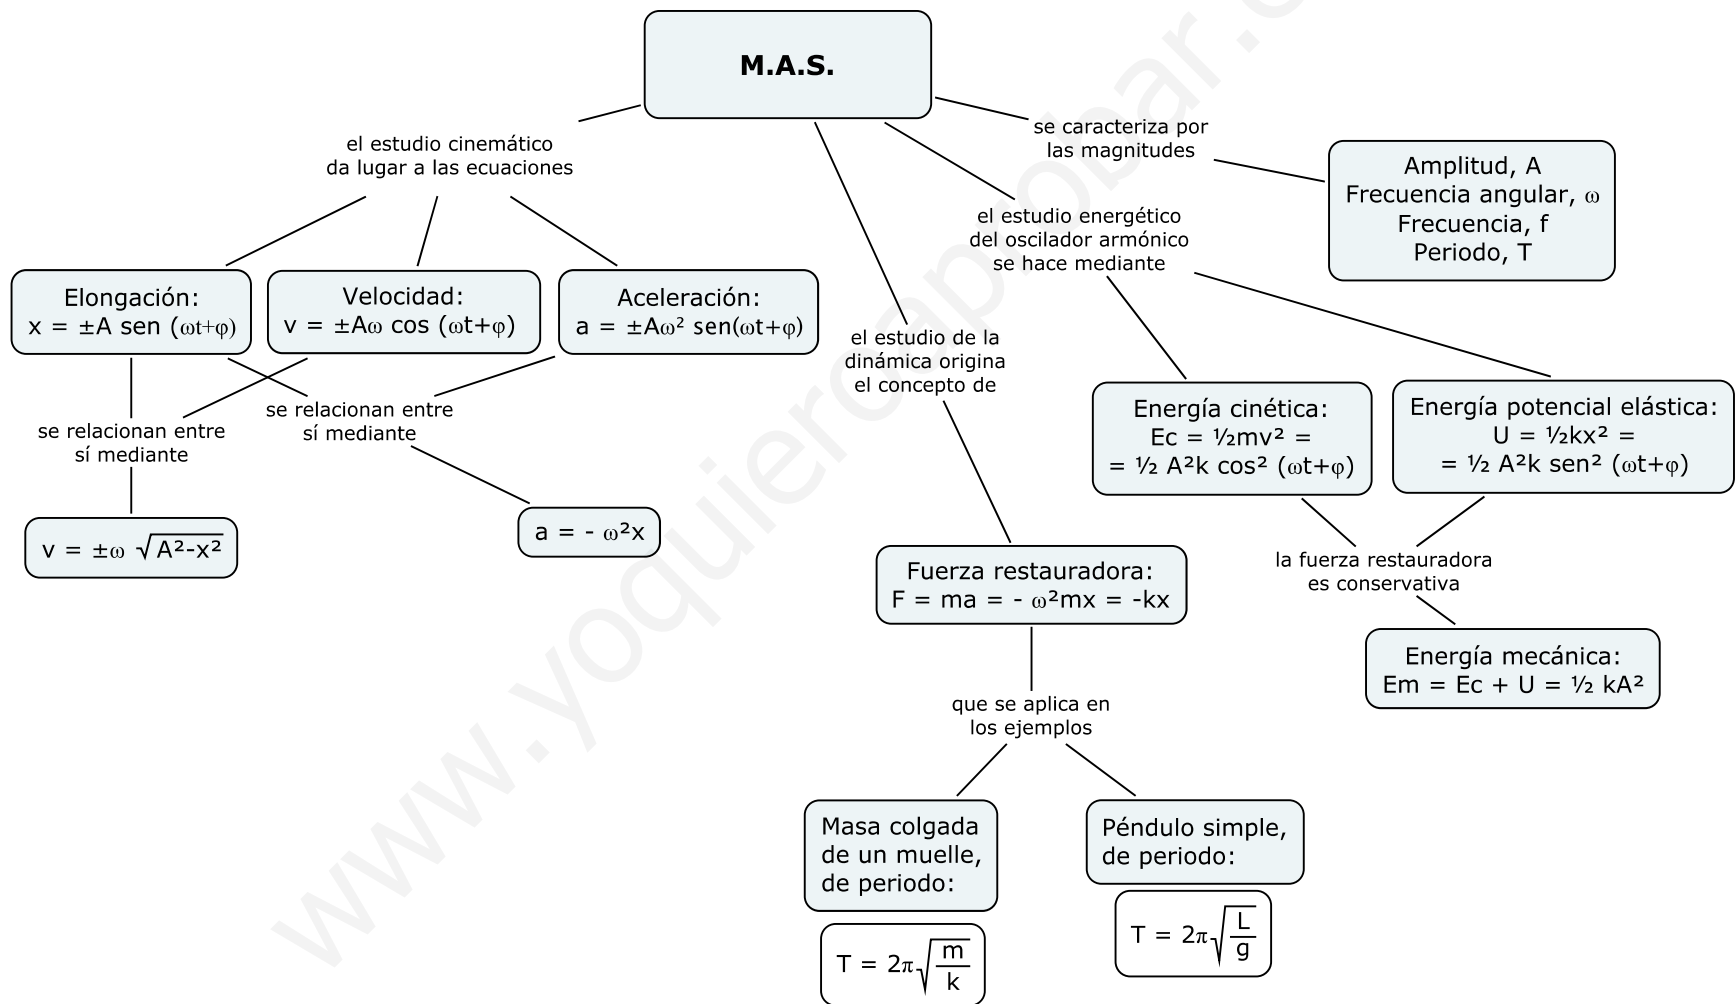 M.A.S.
el estudio cinemático
da lugar a las ecuaciones
Elongación:
x = ±A sen (ωt+φ)
Velocidad:
v = ±Aω cos (ωt+φ)
Aceleración:
a = ±Aω² sen(ωt+φ)
se relacionan entre
sí mediante
v = ±ω √A²-x²
se relacionan entre
sí mediante
a = - ω²x
el estudio de la
dinámica origina
el concepto de
Fuerza restauradora:
F = ma = - ω²mx = -kx
que se aplica en
los ejemplos
Masa colgada
de un muelle,
de periodo:
T = 2π√m/k
Péndulo simple,
de periodo:
T = 2π√L/g
el estudio energético
del oscilador armónico
se hace mediante
Energía cinética:
Ec = ½mv² =
= ½ A²k cos² (ωt+φ)
Energía potencial elástica:
U = ½kx² =
= ½ A²k sen² (ωt+φ)
la fuerza restauradora
es conservativa
Energía mecánica:
Em = Ec + U = ½ kA²
se caracteriza por
las magnitudes
Amplitud, A
Frecuencia angular, ω
Frecuencia, f
Periodo, T
www.yoquieroaprobar.